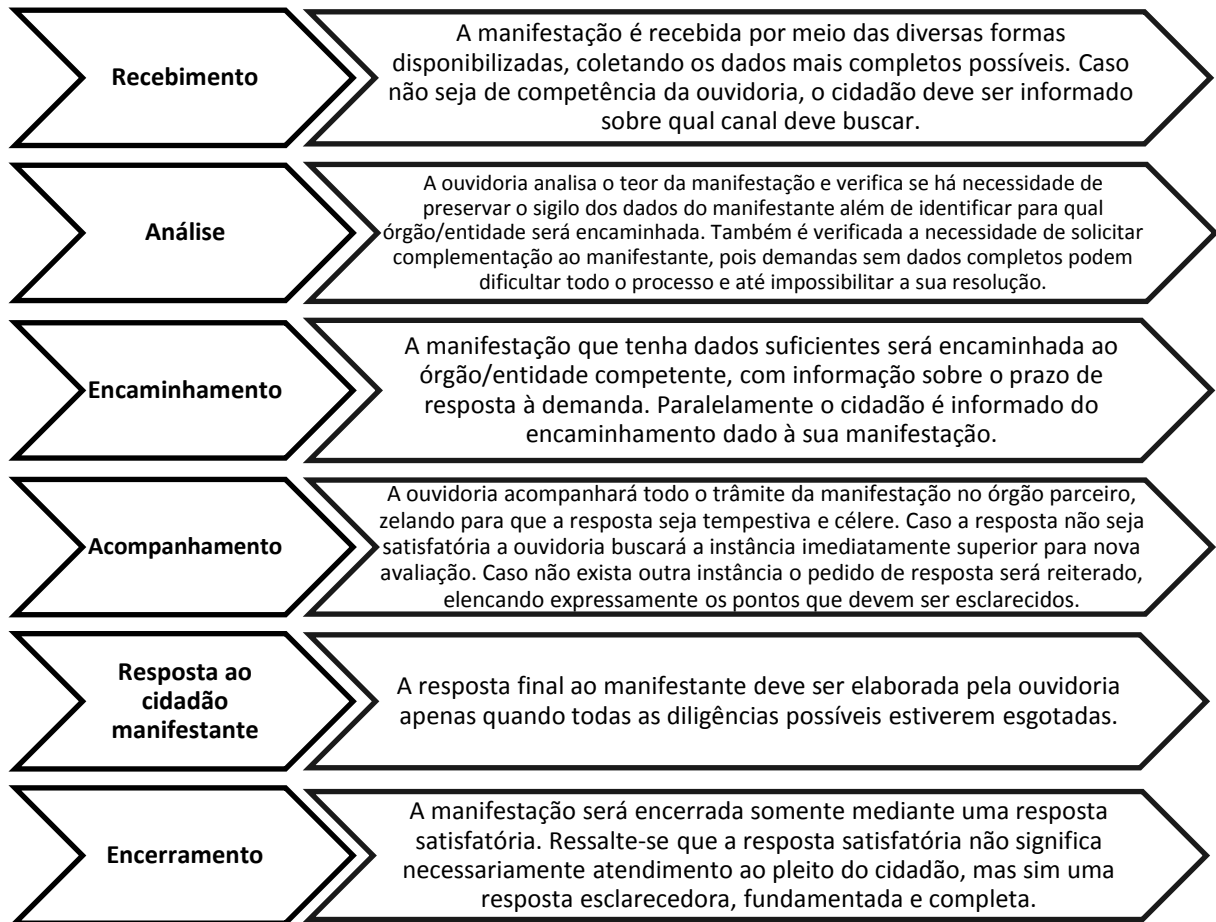 Recebimento
A manifestação é recebida por meio das diversas formas
disponibilizadas, coletando os dados mais completos possíveis. Caso
não seja de competência da ouvidoria, o cidadão deve ser informado
sobre qual canal deve buscar.
Análise
A ouvidoria analisa o teor da manifestação e verifica se há necessidade de
preservar o sigilo dos dados do manifestante além de identificar para qual
órgão/entidade será encaminhada. Também é verificada a necessidade de solicitar
complementação ao manifestante, pois demandas sem dados completos podem
dificultar todo o processo e até impossibilitar a sua resolução.
Encaminhamento
A manifestação que tenha dados suficientes será encaminhada ao
órgão/entidade competente, com informação sobre o prazo de
resposta à demanda. Paralelamente o cidadão é informado do
encaminhamento dado à sua manifestação.
Acompanhamento
A ouvidoria acompanhará todo o trâmite da manifestação no órgão parceiro,
zelando para que a resposta seja tempestiva e célere. Caso a resposta não seja
satisfatória a ouvidoria buscará a instância imediatamente superior para nova
avaliação. Caso não exista outra instância o pedido de resposta será reiterado,
elencando expressamente os pontos que devem ser esclarecidos.
Resposta ao
cidadão
manifestante
A resposta final ao manifestante deve ser elaborada pela ouvidoria
apenas quando todas as diligências possíveis estiverem esgotadas.
Encerramento
A manifestação será encerrada somente mediante uma resposta
satisfatória. Ressalte-se que a resposta satisfatória não significa
necessariamente atendimento ao pleito do cidadão, mas sim uma
resposta esclarecedora, fundamentada e completa.